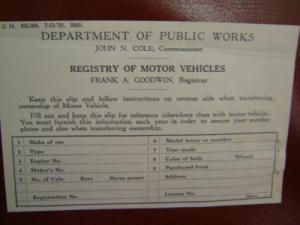 Q 14. 425,000. 7-21-'22. 2860.
DEPARTMENT OF PUBLIC WORKS
JOHN N. COLE, Commissioner
REGISTRY OF MOTOR VEHICLES
FRANK A. GOODWIN, Registrar
Keep this slip and follow instructions on reverse side when transferring
ownership of Motor Vehicle.
Fill out and keep this slip for reference (elsewhere than with motor vehicle).
You must furnish this information each year in order to secure your number
plates and also when transferring ownership.
1 Make of car 6 Model letter or number
2 Type 7 Year made
3 Engine No. 8 Color of body Wheels
4 Maker's No. 9 Purchased from
5 No. of Cyls. Bore Horse power Address
Registration No. License No.